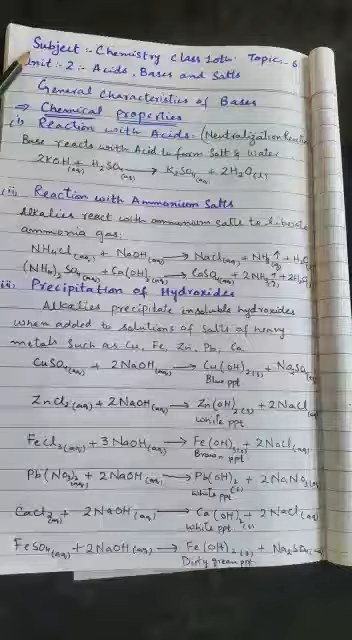 Subject :- Chemistry Class 10th. Topic:- 6
Unit :- 2 :- Acids, Bases and Salts
General Characteristics of Bases
⇒ Chemical properties
(i) Reaction with Acids:- (Neutralization
Base reacts with Acid to form Salt & Water
2KOH(aq) + H2SO4(aq) → K2SO4(aq) + 2H2O(l)
(ii) Reaction with Ammonium Salts
Alkalies react with ammonium salts to liberate
ammonia gas:
NH4Cl(aq) + NaOH(aq) → NaCl(aq) + NH3↑(g) + H2O(l)
(NH4)2SO4(aq) + Ca(OH)2(aq) → CaSO4(aq) + 2NH3↑(g) + 2H2O
iii Precipitation of Hydroxides
Alkalies precipitate insoluble hydroxides
when added to solutions of salts of heavy
metals such as Cu, Fe, Zn, Pb, Ca
CuSO4(aq) + 2NaOH(aq) → Cu(OH)2(s) + Na2SO4
Blue ppt
ZnCl2(aq) + 2NaOH(aq) → Zn(OH)2(s) + 2NaCl(aq)
white ppt
FeCl3(aq) + 3NaOH(aq) → Fe(OH)3(s) + 2NaCl(aq)
Brown ppt
Pb(NO3)2(aq) + 2NaOH(aq) → Pb(OH)2(s) + 2NaNO3(aq)
white ppt
CaCl2(aq) + 2NaOH(aq) → Ca(OH)2(s) + 2NaCl(aq)
white ppt
FeSO4(aq) + 2NaOH(aq) → Fe(OH)2(s) + Na2SO4
Dirty green ppt.